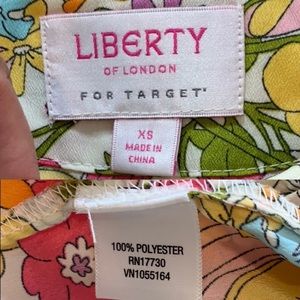 LIBERTY
OF LONDON
FOR TARGET
XS
MADE IN
CHINA
100% POLYESTER
RN17730
VN1055164